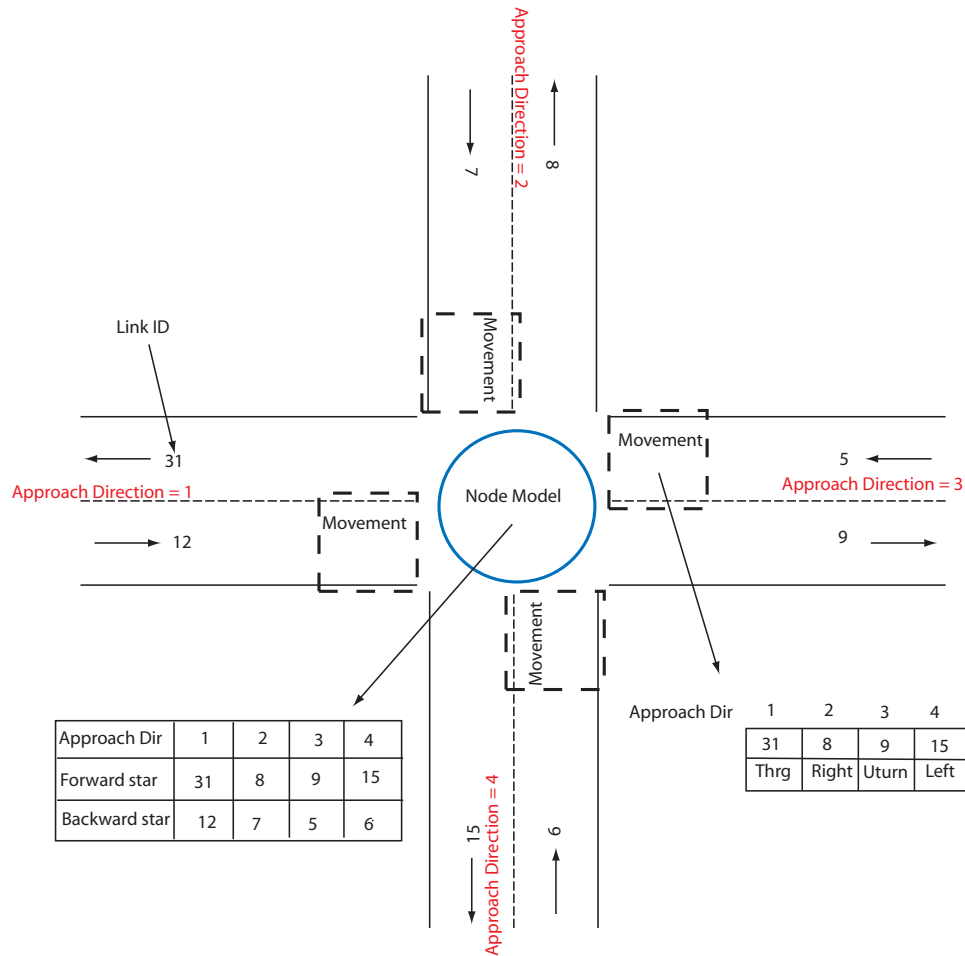 Approach Direction = 2
7
8
Link ID
Movement
31
Approach Direction = 1
12
Movement
Node Model
Movement
5
Approach Direction = 3
9
Movement
15
Approach Direction = 4
6
Approach Dir 1 2 3 4
Forward star 31 8 9 15
Backward star 12 7 5 6
Approach Dir 1 2 3 4
31 8 9 15
Thrg Right Uturn Left